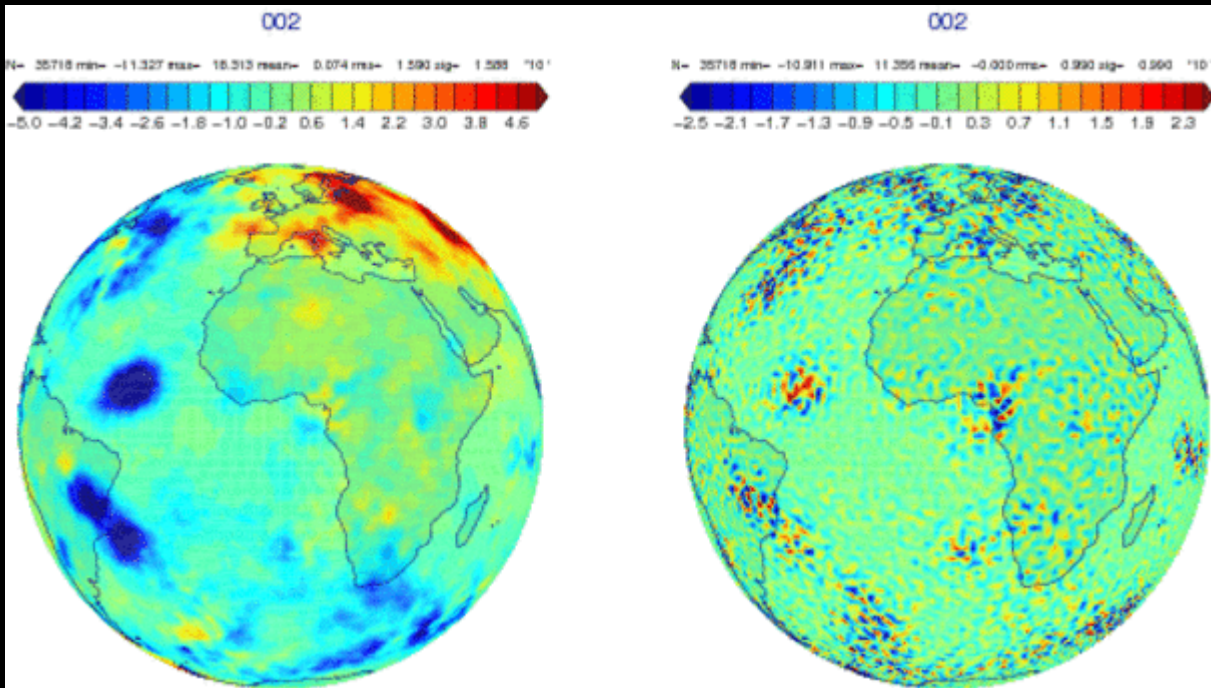 002
N= 35718 min= -11.327 max= 18.313 mean= 0.074 rms= 1.590 sig= 1.588 *10
-5.0 -4.2 -3.4 -2.6 -1.8 -1.0 -0.2 0.6 1.4 2.2 3.0 3.8 4.6
002
N= 35718 min= -10.911 max= 11.356 mean= -0.000 rms= 0.990 sig= 0.990 *10
-2.5 -2.1 -1.7 -1.3 -0.9 -0.5 -0.1 0.3 0.7 1.1 1.5 1.9 2.3